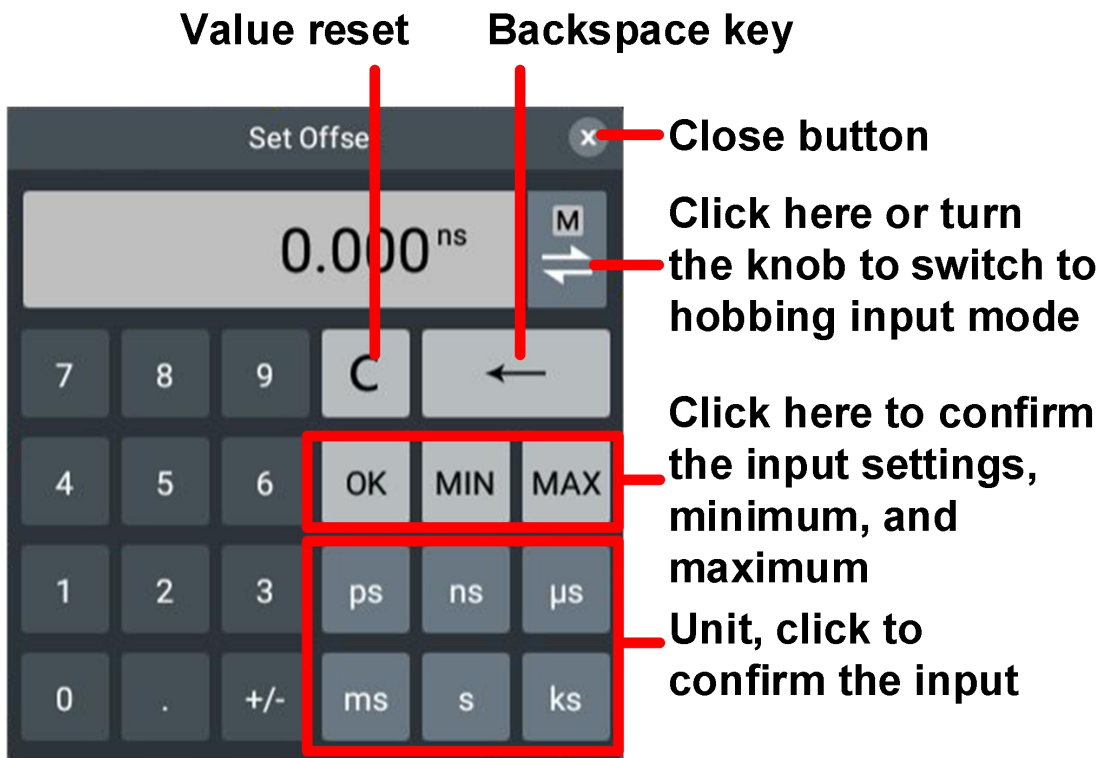 Value reset Backspace key
Set Offse x Close button
Click here or turn
the knob to switch to
hobbing input mode
M
0.000 ns
7 8 9 C ←
Click here to confirm
the input settings,
minimum, and
maximum
4 5 6 OK MIN MAX
1 2 3 ps ns µs
Unit, click to
confirm the input
0 . +/- ms s ks